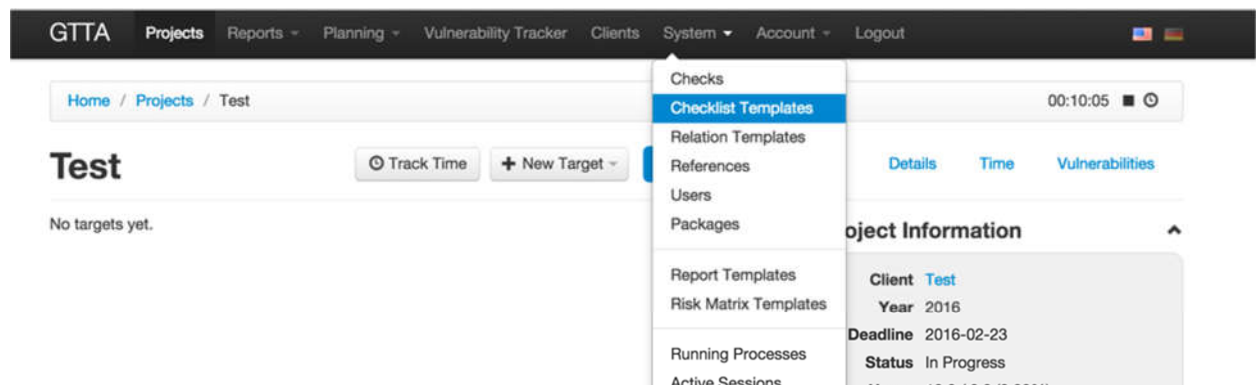 GTTA Projects Reports Planning Vulnerability Tracker Clients System Account Logout
Checks
Home / Projects / Test
00:10:05
Checklist Templates
Relation Templates
Test
Track Time
New Target
References
Details
Time
Vulnerabilities
Users
No targets yet.
Packages
oject Information
Report Templates
Client Test
Risk Matrix Templates
Year 2016
Deadline 2016-02-23
Running Processes
Status In Progress
Active Sessions